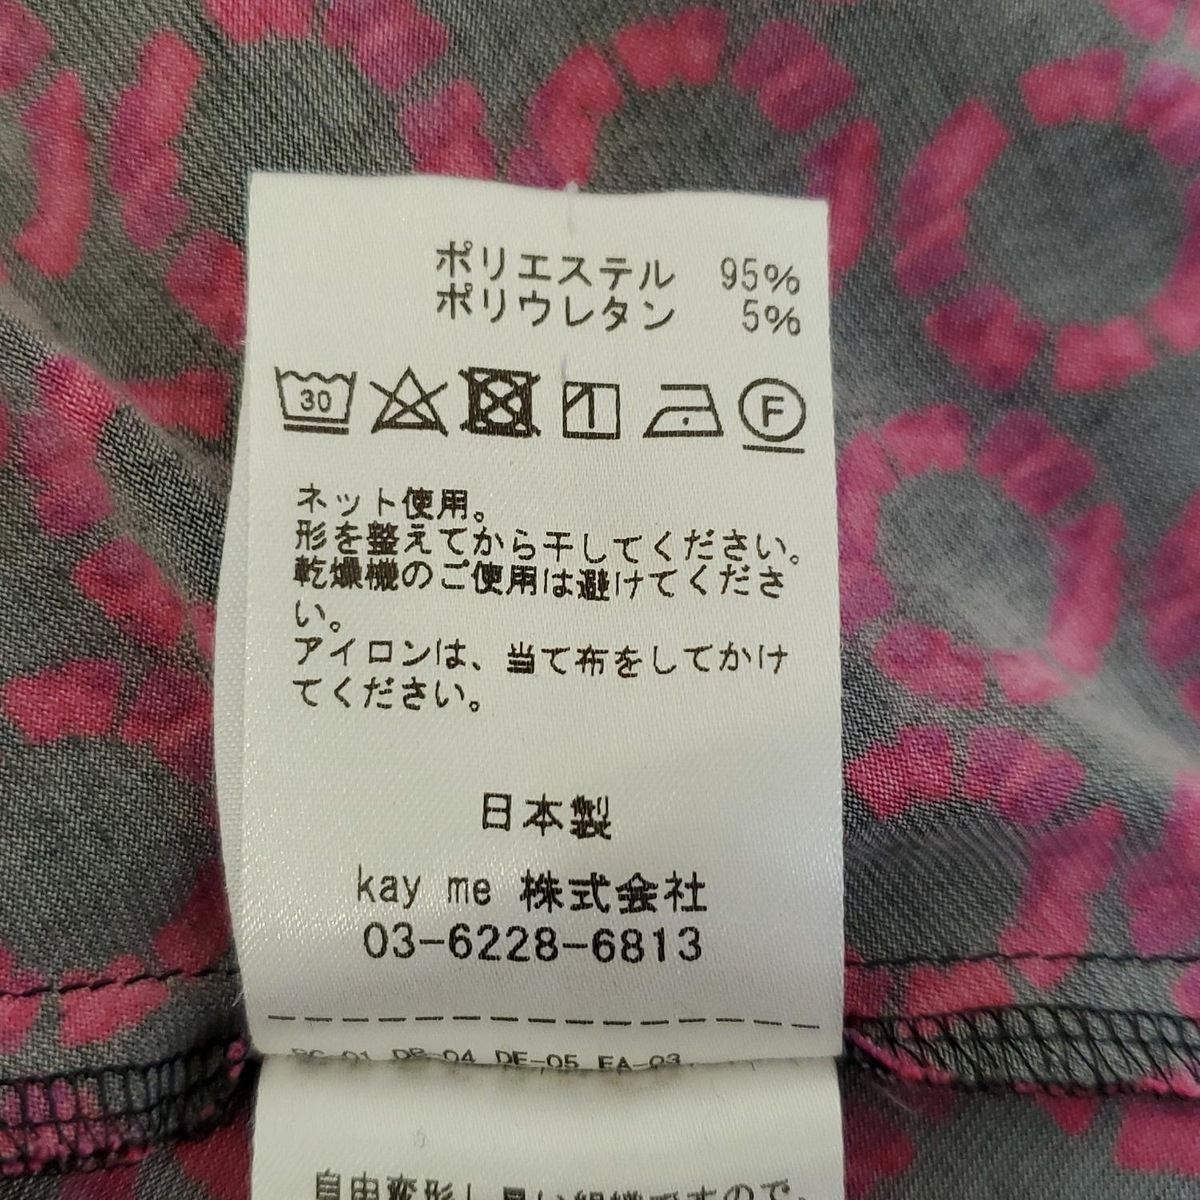 ポリエステル 95%
ポリウレタン 5%
30
F
ネット使用。
形を整えてから干してください。
乾燥機のご使用は避けてくださ
い。
アイロンは、当て布をしてかけ
てください。
日本製
kay me 株式会社
03-6228-6813
DE-05